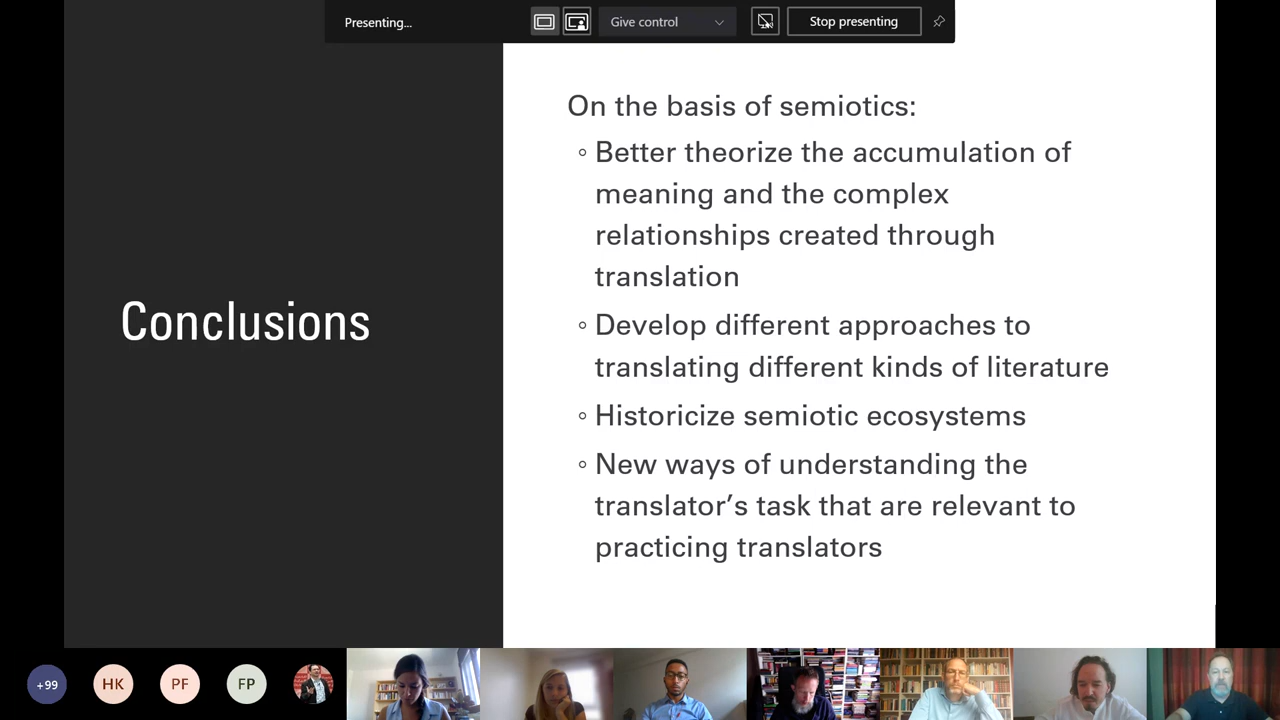 Presenting...
Give control
Stop presenting
On the basis of semiotics:
◦ Better theorize the accumulation of
meaning and the complex
relationships created through
translation
◦ Develop different approaches to
translating different kinds of literature
◦ Historicize semiotic ecosystems
◦ New ways of understanding the
translator’s task that are relevant to
practicing translators
Conclusions
+99
HK
PF
FP